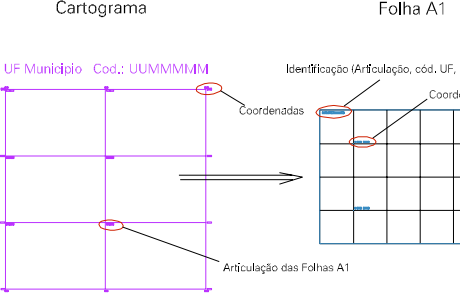 Cartograma
Folha A1
UF Municipio Cod.: UUMMMMM
Identificação (Articulação, cód. UF,
Coordenadas
Articulação das Folhas A1